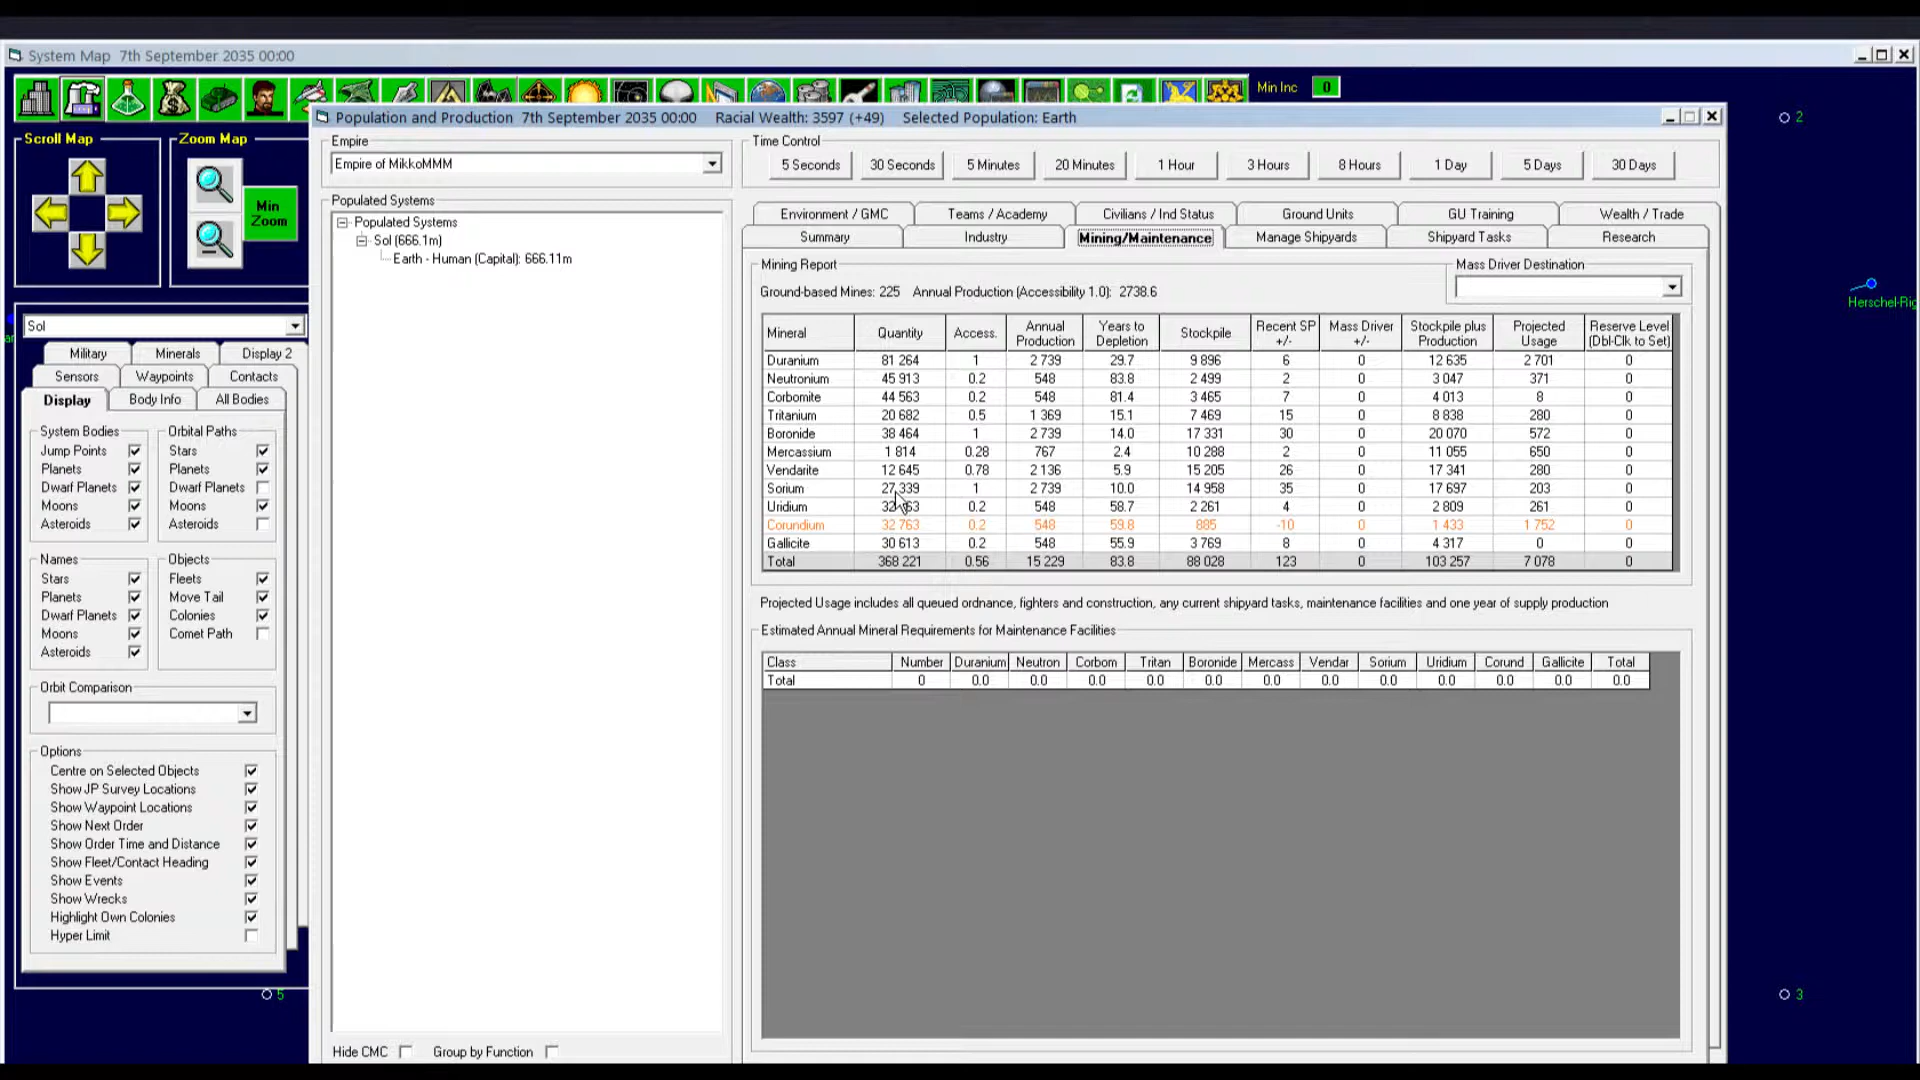 System Map 7th September 2035 00:00
Min Inc 0
Scroll Map
Zoom Map
Min Zoom
Sol
Military Minerals Display 2
Sensors Waypoints Contacts
Display Body Info All Bodies
System Bodies Orbital Paths
Jump Points Stars
Planets Planets
Dwarf Planets Dwarf Planets
Moons Moons
Asteroids Asteroids
Names Objects
Stars Fleets
Planets Move Tail
Dwarf Planets Colonies
Moons Comet Path
Asteroids
Orbit Comparison
Options
Centre on Selected Objects
Show JP Survey Locations
Show Waypoint Locations
Show Next Order
Show Order Time and Distance
Show Fleet/Contact Heading
Show Events
Show Wrecks
Highlight Own Colonies
Hyper Limit
5
Population and Production 7th September 2035 00:00 Racial Wealth: 3597 (+49) Selected Population: Earth
Empire
Empire of MikkoMMM
Populated Systems
Populated Systems
Sol (666.1m)
Earth - Human (Capital): 666.11m
Hide CMC Group by Function
Time Control
5 Seconds 30 Seconds 5 Minutes 20 Minutes 1 Hour 3 Hours 8 Hours 1 Day 5 Days 30 Days
Environment / GMC Teams / Academy Civilians / Ind Status Ground Units GU Training Wealth / Trade
Summary Industry Mining/Maintenance Manage Shipyards Shipyard Tasks Research
Mining Report
Mass Driver Destination
Ground-based Mines: 225 Annual Production (Accessibility 1.0): 2738.6
Mineral Quantity Access. Annual Production Years to Depletion Stockpile Recent SP +/- Mass Driver +/- Stockpile plus Production Projected Usage Reserve Level (Dbl-Clk to Set)
Duranium 81 264 1 2 739 29.7 9 896 6 0 12 635 2 701 0
Neutronium 45 913 0.2 548 83.8 2 499 2 0 3 047 371 0
Corbomite 44 563 0.2 548 81.4 3 465 7 0 4 013 8 0
Tritanium 20 682 0.5 1 369 15.1 7 469 15 0 8 838 280 0
Boronide 38 464 1 2 739 14.0 17 331 30 0 20 070 572 0
Mercassium 1 814 0.28 767 2.4 10 288 2 0 11 055 650 0
Vendarite 12 645 0.78 2 136 5.9 15 205 26 0 17 341 280 0
Sorium 27 339 1 2 739 10.0 14 958 35 0 17 697 203 0
Uridium 0.2 548 58.7 2 261 4 0 2 809 261 0
Corundium 32 763 0.2 548 59.8 885 -10 0 1 433 1 752 0
Gallicite 30 613 0.2 548 55.9 3 769 8 0 4 317 0 0
Total 368 221 0.56 15 229 83.8 88 028 123 0 103 257 7 078 0
Projected Usage includes all queued ordnance, fighters and construction, any current shipyard tasks, maintenance facilities and one year of supply production
Estimated Annual Mineral Requirements for Maintenance Facilities
Class Number Duranium Neutron Corbom Tritan Boronide Mercass Vendar Sorium Uridium Corund Gallicite Total
Total 0 0.0 0.0 0.0 0.0 0.0 0.0 0.0 0.0 0.0 0.0 0.0 0.0
2
3